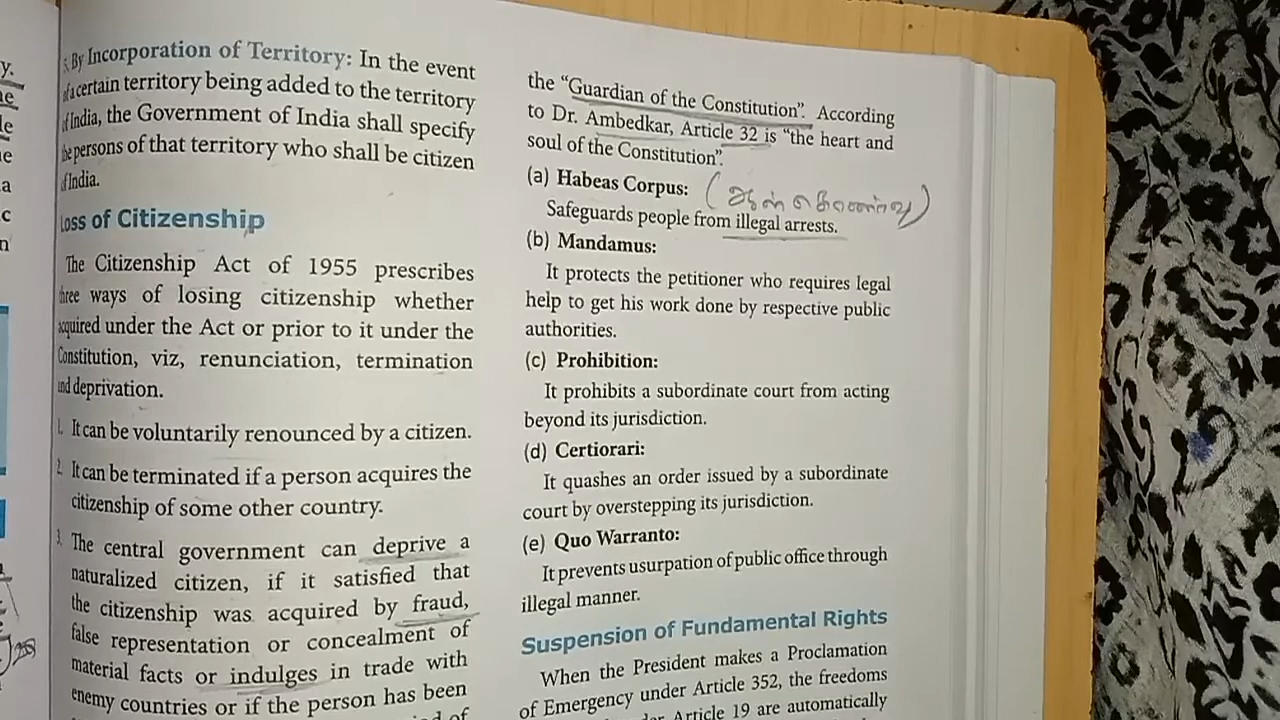 y.
5. By Incorporation of Territory: In the event
of a certain territory being added to the territory
of India, the Government of India shall specify
the persons of that territory who shall be citizen
of India.
Loss of Citizenship
The Citizenship Act of 1955 prescribes
three ways of losing citizenship whether
acquired under the Act or prior to it under the
Constitution, viz, renunciation, termination
and deprivation.
1. It can be voluntarily renounced by a citizen.
2. It can be terminated if a person acquires the
citizenship of some other country.
3. The central government can deprive a
naturalized citizen, if it satisfied that
the citizenship was acquired by fraud,
false representation or concealment of
material facts or indulges in trade with
enemy countries or if the person has been
of
the “Guardian of the Constitution”. According
to Dr. Ambedkar, Article 32 is “the heart and
soul of the Constitution”.
(a) Habeas Corpus: (ஆள் கொணர்வு)
Safeguards people from illegal arrests.
(b) Mandamus:
It protects the petitioner who requires legal
help to get his work done by respective public
authorities.
(c) Prohibition:
It prohibits a subordinate court from acting
beyond its jurisdiction.
(d) Certiorari:
It quashes an order issued by a subordinate
court by overstepping its jurisdiction.
(e) Quo Warranto:
It prevents usurpation of public office through
illegal manner.
Suspension of Fundamental Rights
When the President makes a Proclamation
of Emergency under Article 352, the freedoms
Article 19 are automatically